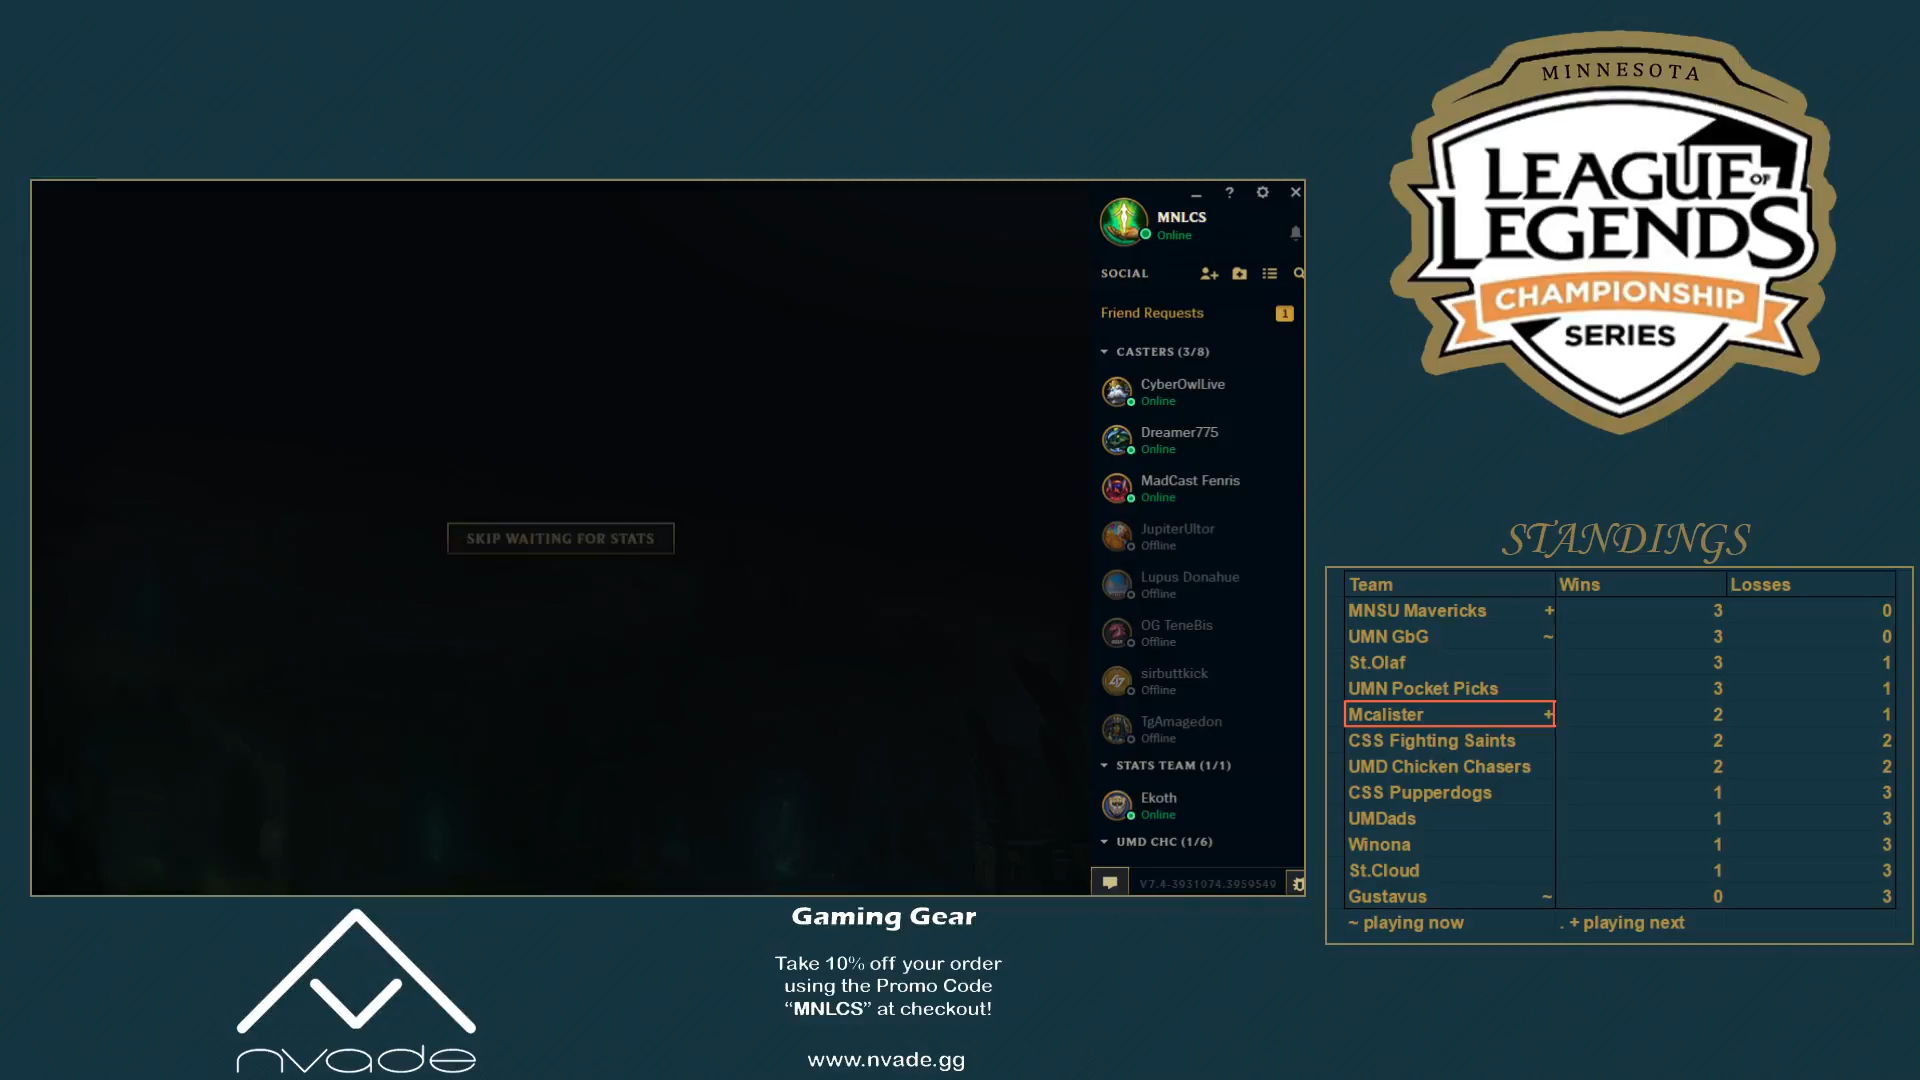 MINNESOTA
LEAGUE OF
LEGENDS
CHAMPIONSHIP
SERIES
?
MNLCS
Online
SOCIAL
Friend Requests 1
CASTERS (3/8)
CyberOwlLive
Online
Dreamer775
Online
MadCast Fenris
Online
JupiterUltor
Offline
Lupus Donahue
Offline
OG TeneBis
Offline
sirbuttkick
Offline
TgAmagedon
Offline
STATS TEAM (1/1)
Ekoth
Online
UMD CHC (1/6)
V7.4-3931074.3959549
SKIP WAITING FOR STATS
STANDINGS
Team Wins Losses
MNSU Mavericks + 3 0
UMN GbG ~ 3 0
St.Olaf 3 1
UMN Pocket Picks 3 1
Mcalister + 2 1
CSS Fighting Saints 2 2
UMD Chicken Chasers 2 2
CSS Pupperdogs 1 3
UMDads 1 3
Winona 1 3
St.Cloud 1 3
Gustavus ~ 0 3
~ playing now . + playing next
nvade
Gaming Gear
Take 10% off your order
using the Promo Code
“MNLCS” at checkout!
www.nvade.gg